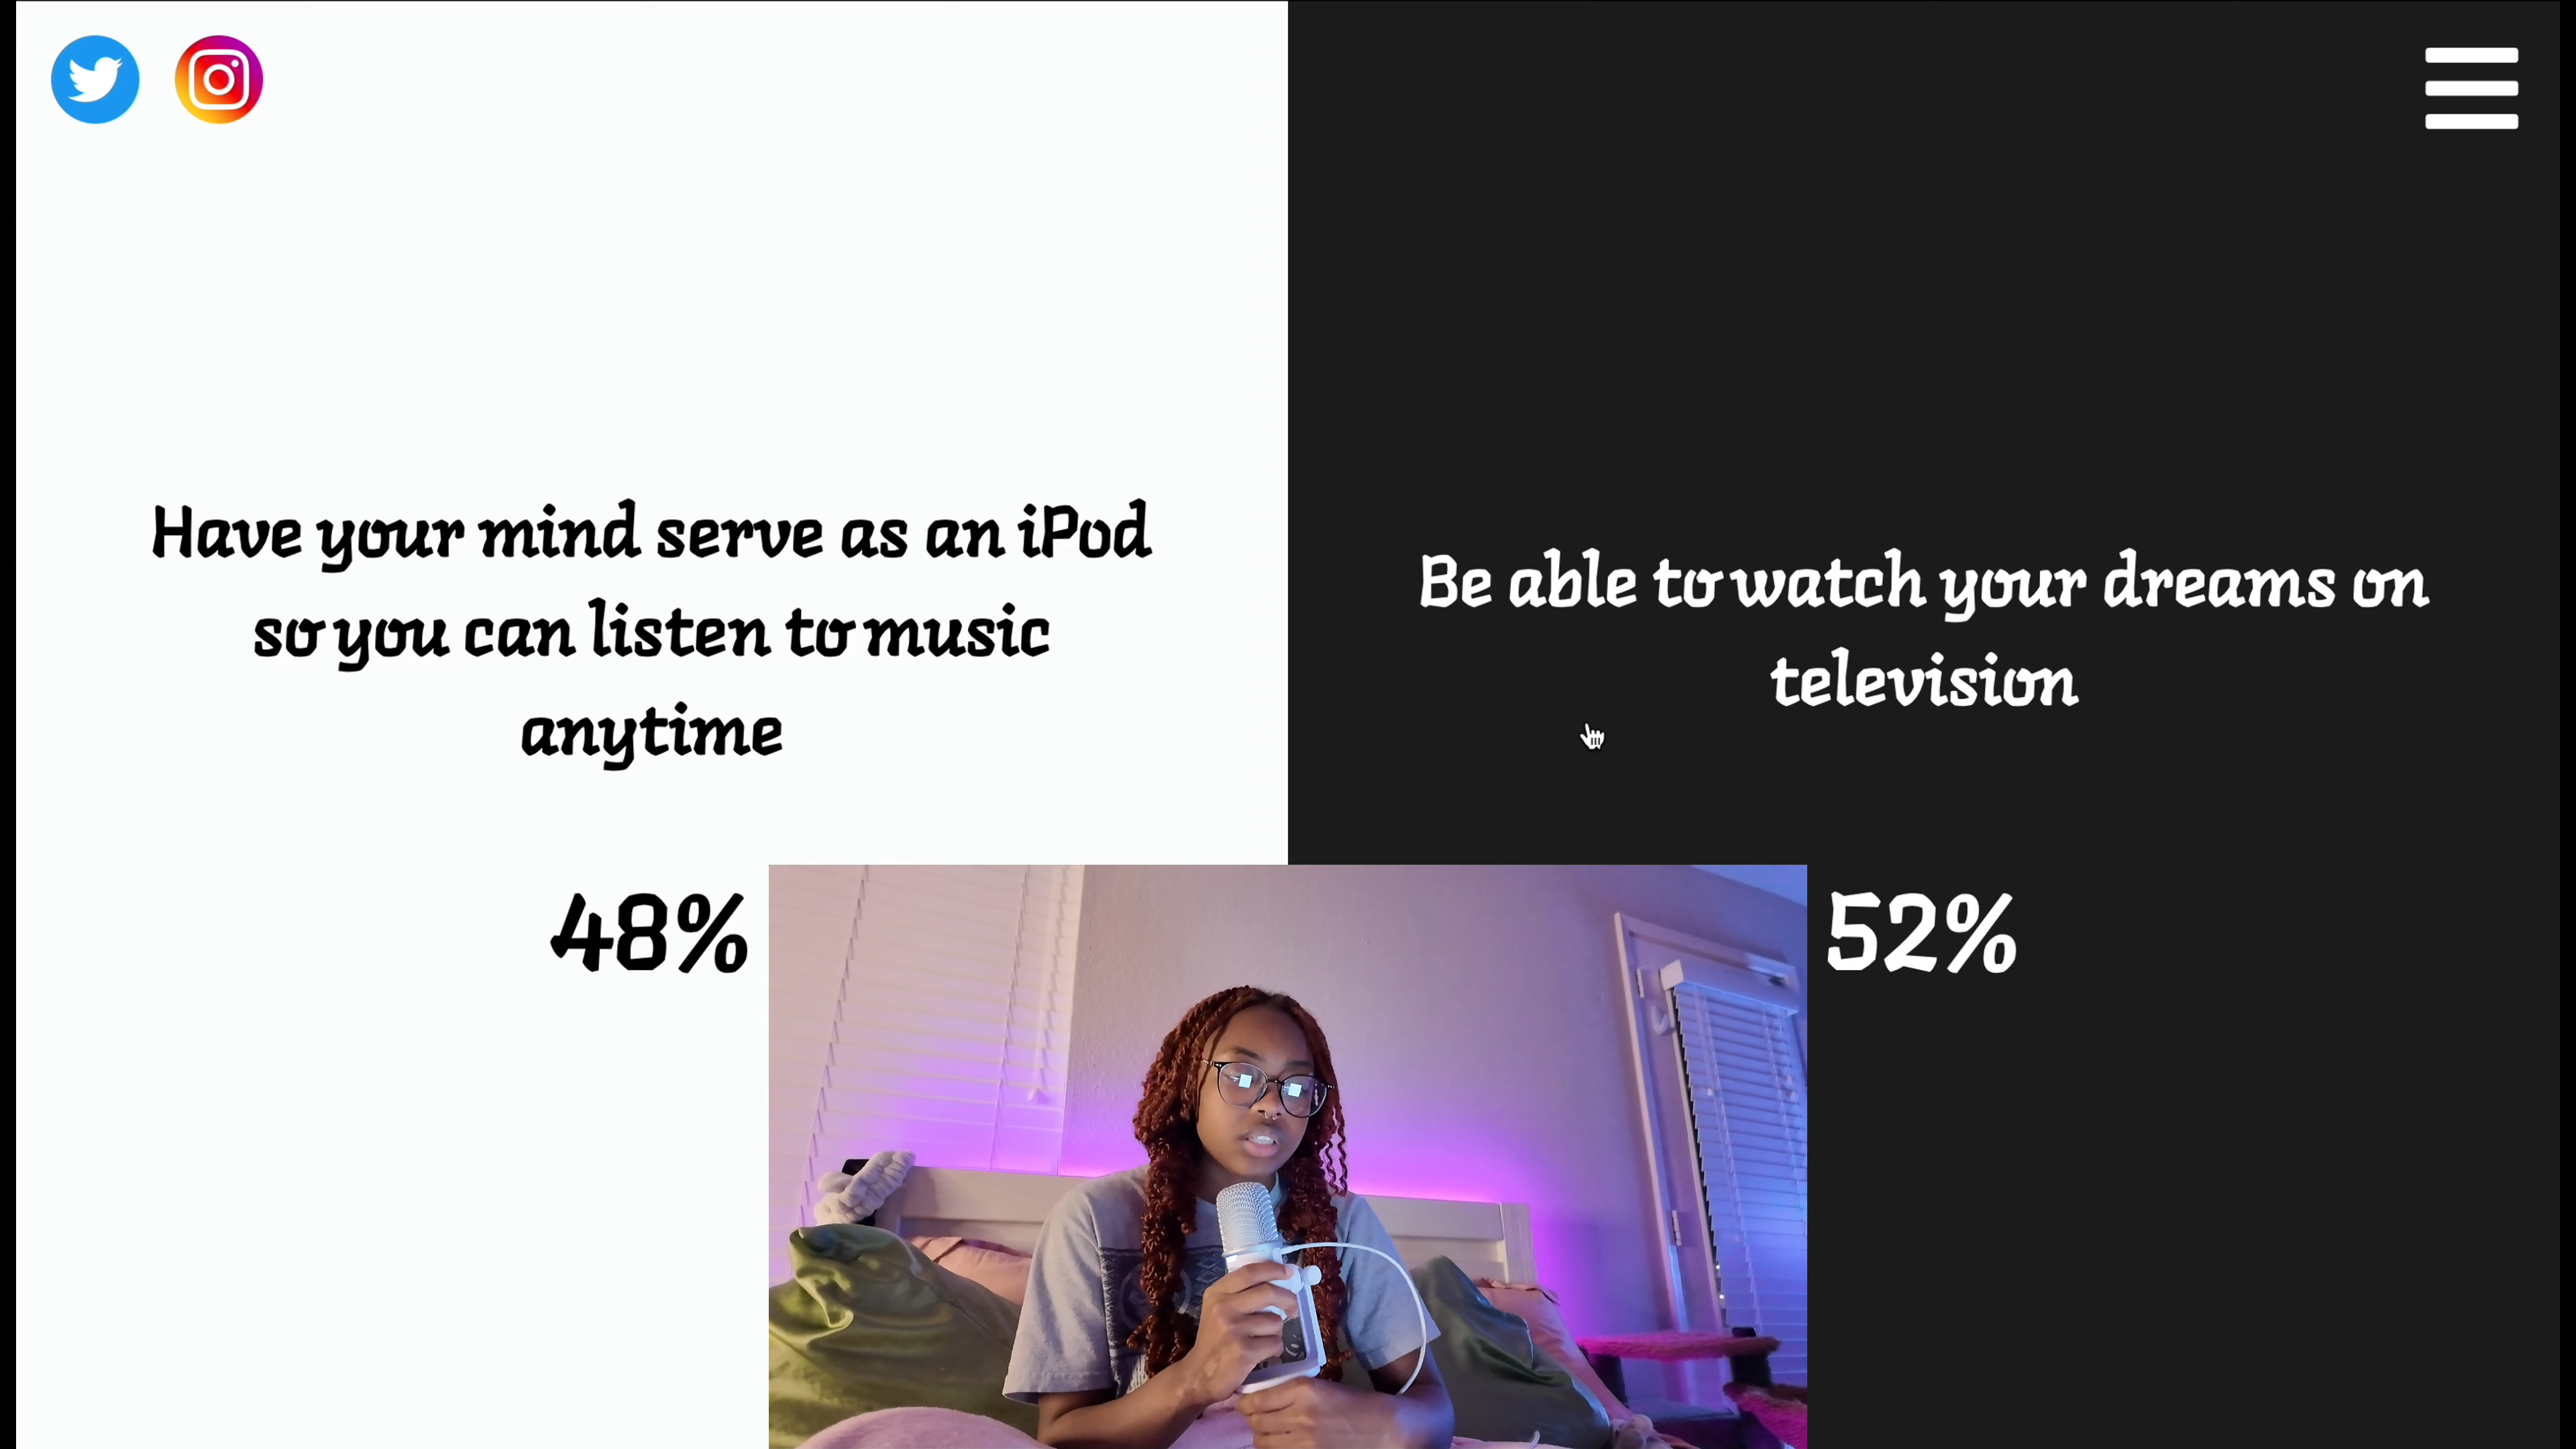 Have your mind serve as an iPod
so you can listen to music
anytime
48%
Be able to watch your dreams on
television
52%